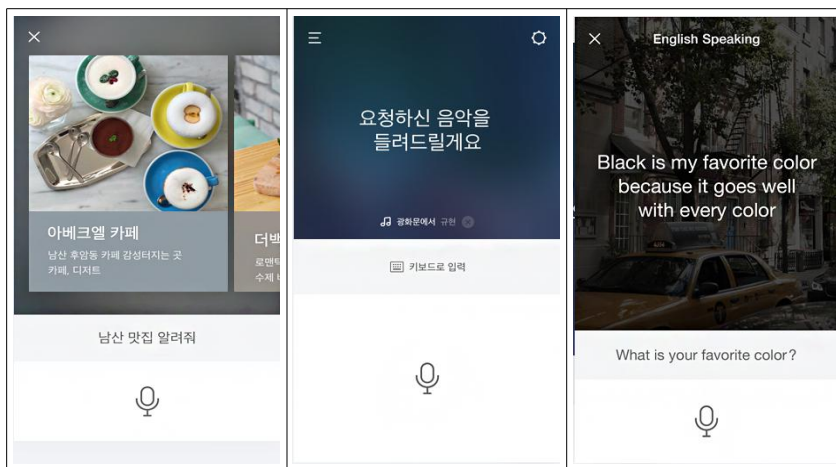 아베크엘 카페
남산 후암동 카페 감성터지는 곳
카페, 디저트
더백
로맨틱
수제 버
남산 맛집 알려줘
요청하신 음악을
들려드릴게요
광화문에서 규현
키보드로 입력
English Speaking
Black is my favorite color
because it goes well
with every color
What is your favorite color?